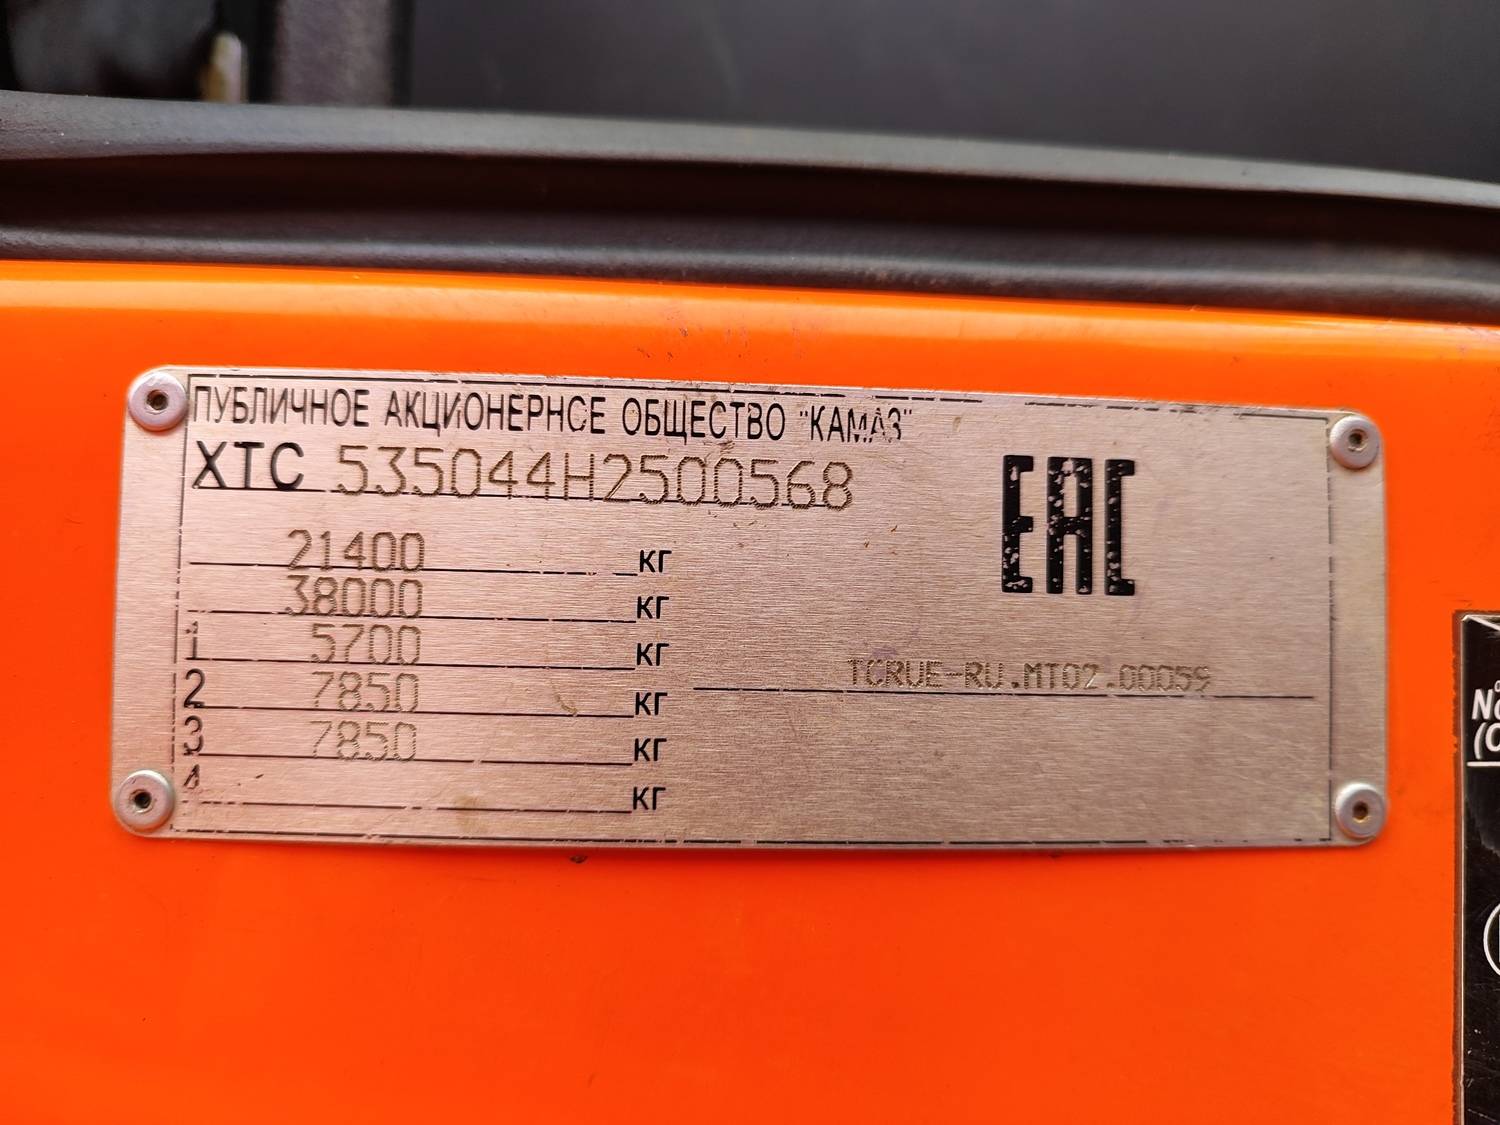 ПУБЛИЧНОЕ АКЦИОНЕРНОЕ ОБЩЕСТВО "КАМАЗ"
XTC 535044H2500568
EAC
21400 кг
38000 кг
1 5700 кг
2 7850 кг
3 7850 кг
4 кг
TCRUE-RU.MT02.00059